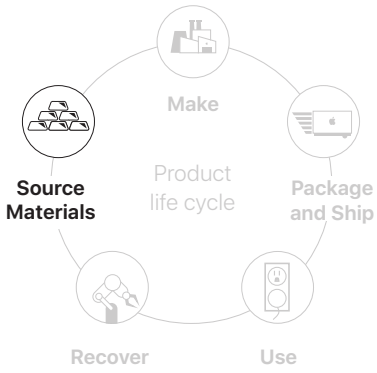 Make
Source
Materials
Product
life cycle
Package
and Ship
Recover
Use